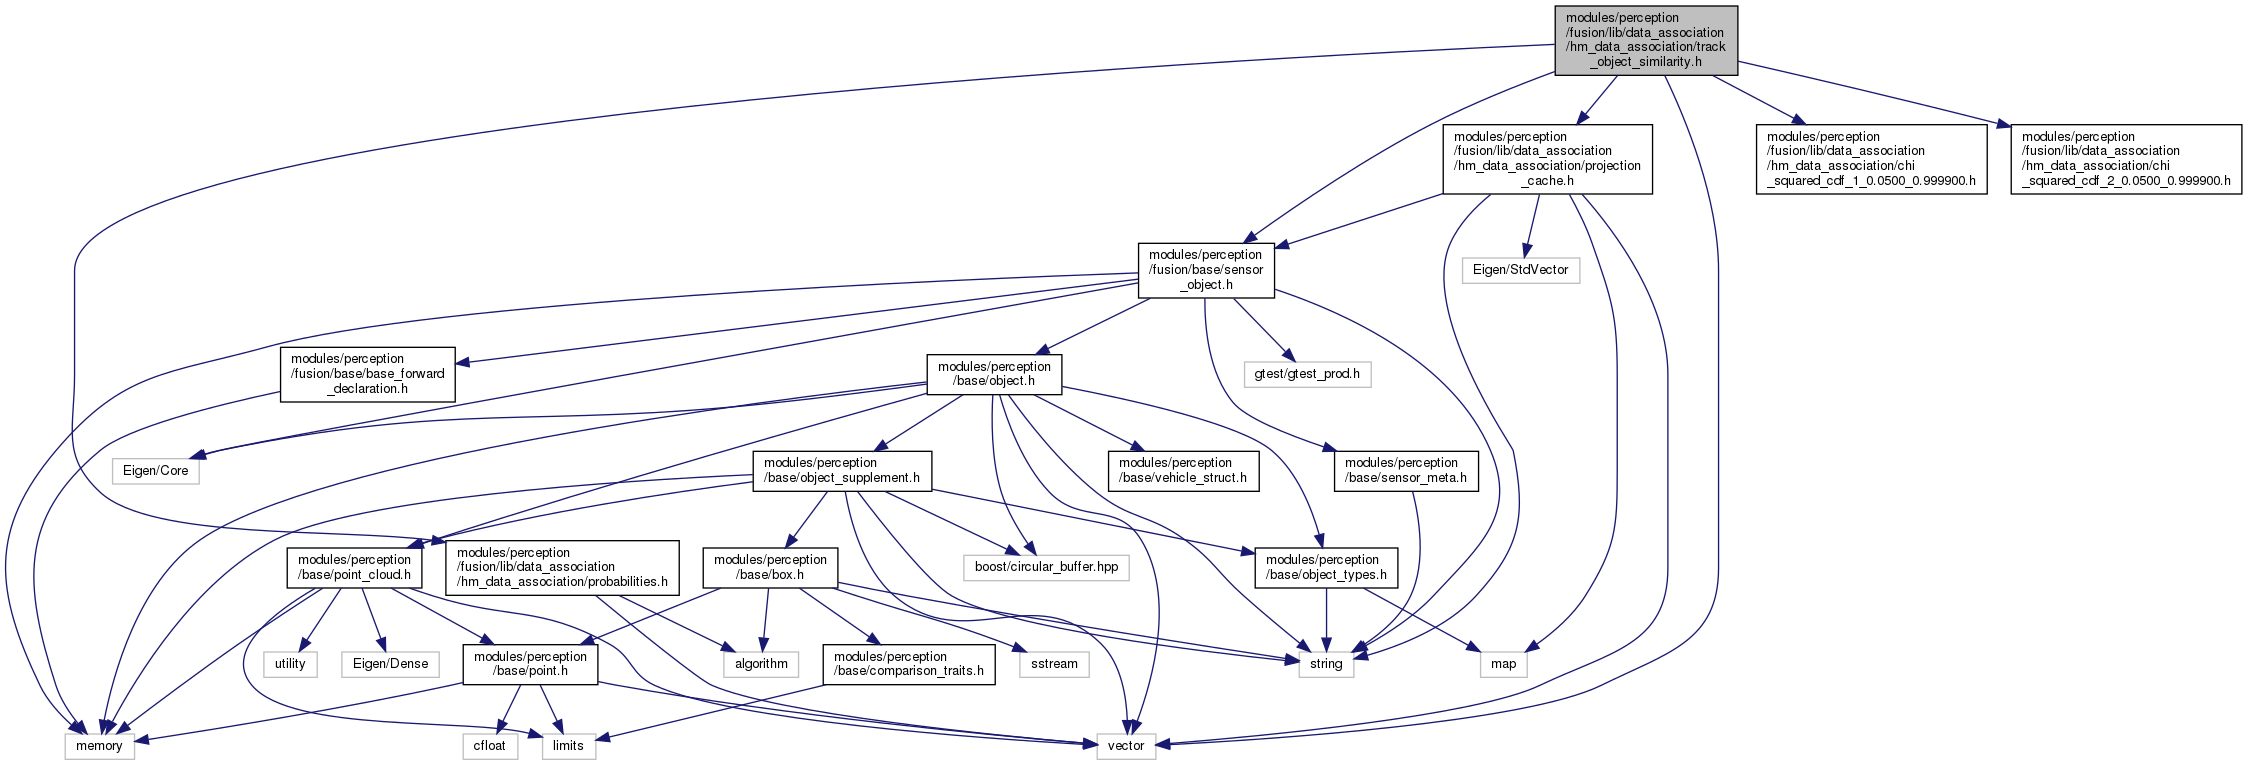 modules/perception
/fusion/lib/data_association
/hm_data_association/track
_object_similarity.h
modules/perception
/fusion/lib/data_association
/hm_data_association/projection
_cache.h
modules/perception
/fusion/lib/data_association
/hm_data_association/chi
_squared_cdf_1_0.0500_0.999900.h
modules/perception
/fusion/lib/data_association
/hm_data_association/chi
_squared_cdf_2_0.0500_0.999900.h
modules/perception
/fusion/base/sensor
_object.h
Eigen/StdVector
modules/perception
/fusion/base/base_forward
_declaration.h
modules/perception
/base/object.h
gtest/gtest_prod.h
Eigen/Core
modules/perception
/base/object_supplement.h
modules/perception
/base/vehicle_struct.h
modules/perception
/base/sensor_meta.h
modules/perception
/base/point_cloud.h
modules/perception
/fusion/lib/data_association
/hm_data_association/probabilities.h
modules/perception
/base/box.h
boost/circular_buffer.hpp
modules/perception
/base/object_types.h
utility
Eigen/Dense
modules/perception
/base/point.h
algorithm
modules/perception
/base/comparison_traits.h
sstream
string
map
memory
cfloat
limits
vector